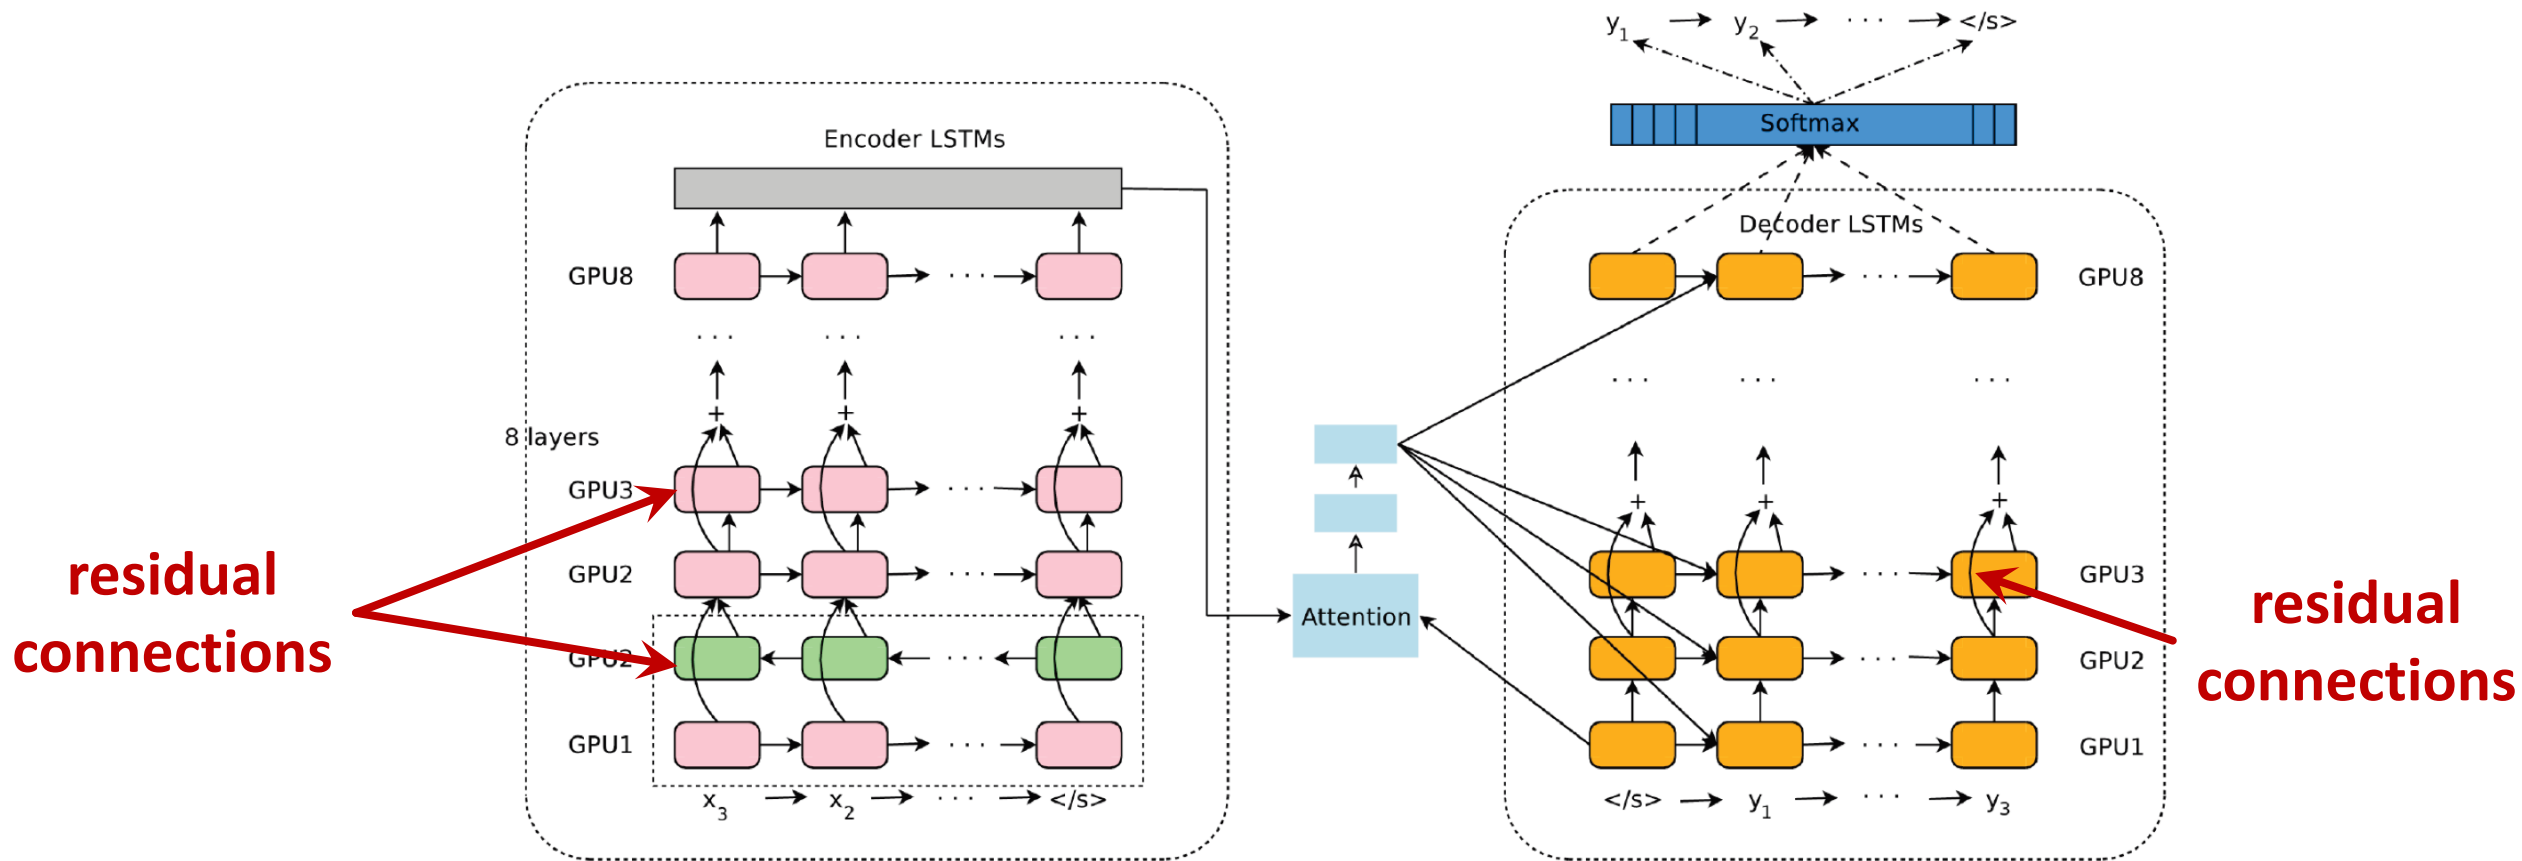 y1 y2 · · · </s>
Softmax
Encoder LSTMs
Decoder LSTMs
GPU8 · · ·
· · · GPU8
· · · · · · · · ·
· · · · · · · · ·
+ + +
8 layers
GPU3 · · ·
+ + +
residual
connections
GPU2 · · ·
GPU2 · · ·
GPU1 · · ·
x3 x2 · · · </s>
Attention
· · · GPU3
· · · GPU2
· · · GPU1
</s> y1 · · · y3
residual
connections